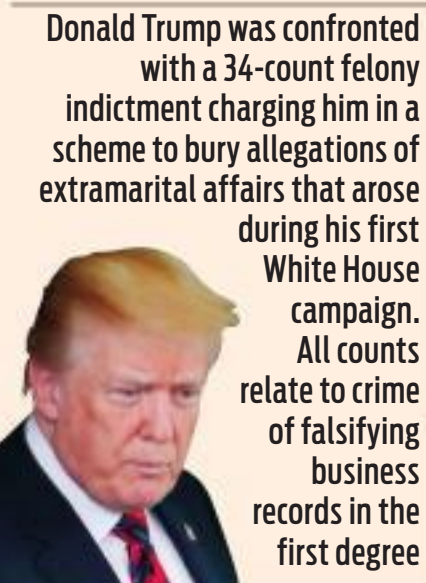 Donald Trump was confronted
with a 34-count felony
indictment charging him in a
scheme to bury allegations of
extramarital affairs that arose
during his first
White House
campaign.
All counts
relate to crime
of falsifying
business
records in the
first degree